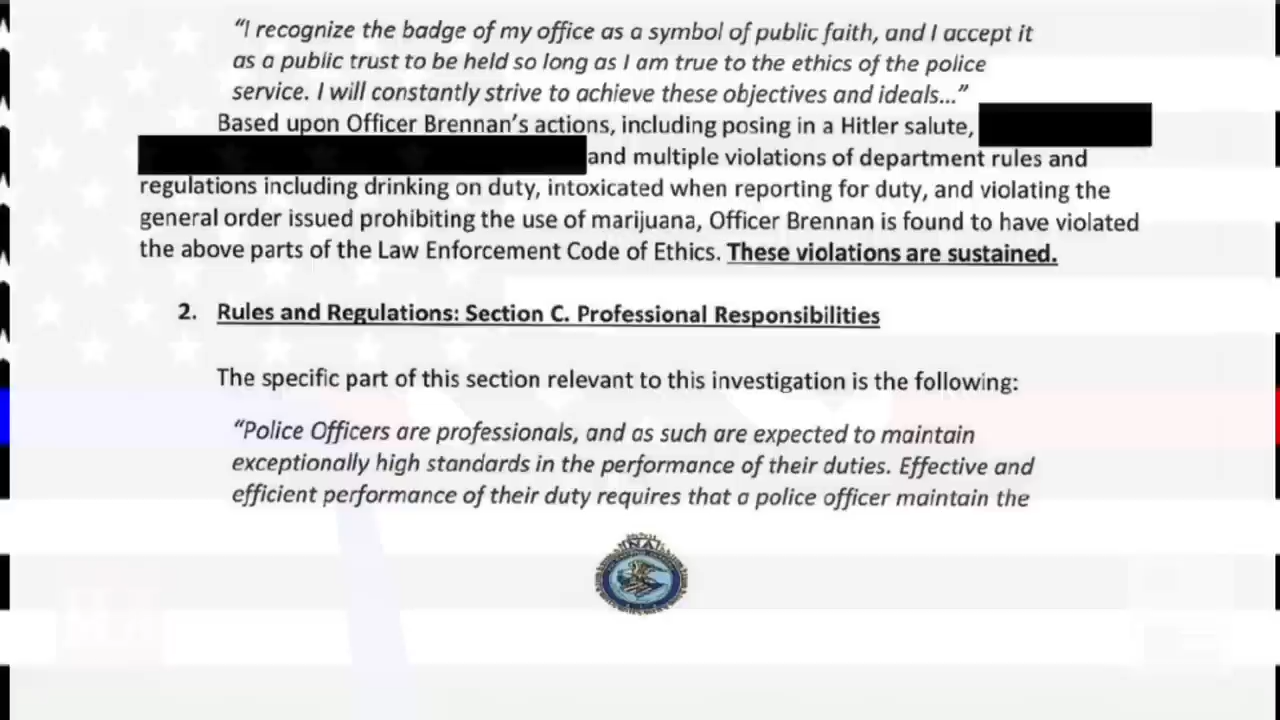 “I recognize the badge of my office as a symbol of public faith, and I accept it
as a public trust to be held so long as I am true to the ethics of the police
service. I will constantly strive to achieve these objectives and ideals...”
Based upon Officer Brennan’s actions, including posing in a Hitler salute,
and multiple violations of department rules and
regulations including drinking on duty, intoxicated when reporting for duty, and violating the
general order issued prohibiting the use of marijuana, Officer Brennan is found to have violated
the above parts of the Law Enforcement Code of Ethics. These violations are sustained.
2. Rules and Regulations: Section C. Professional Responsibilities
The specific part of this section relevant to this investigation is the following:
“Police Officers are professionals, and as such are expected to maintain
exceptionally high standards in the performance of their duties. Effective and
efficient performance of their duty requires that a police officer maintain the